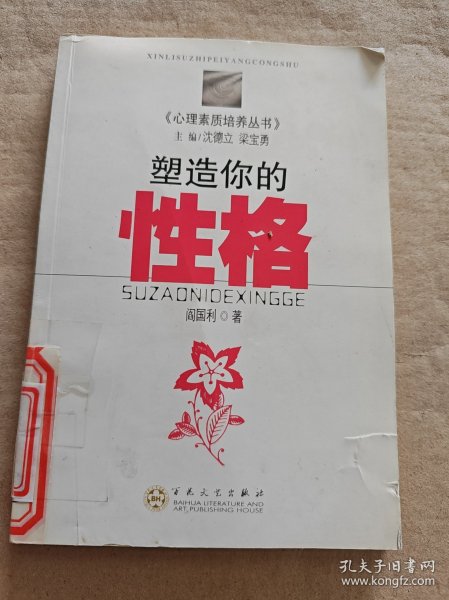 XINLISUZHIPEIYANGCONGSHU
《心理素质培养丛书》
主 编/沈德立 梁宝勇
塑造你的
性格
SUZAONIDEXINGGE
阎国利◎著
BH
百花文艺出版社
BAIHUA LITERATURE AND
ART PUBLISHING HOUSE
孔夫子旧书网
www.kongfz.com